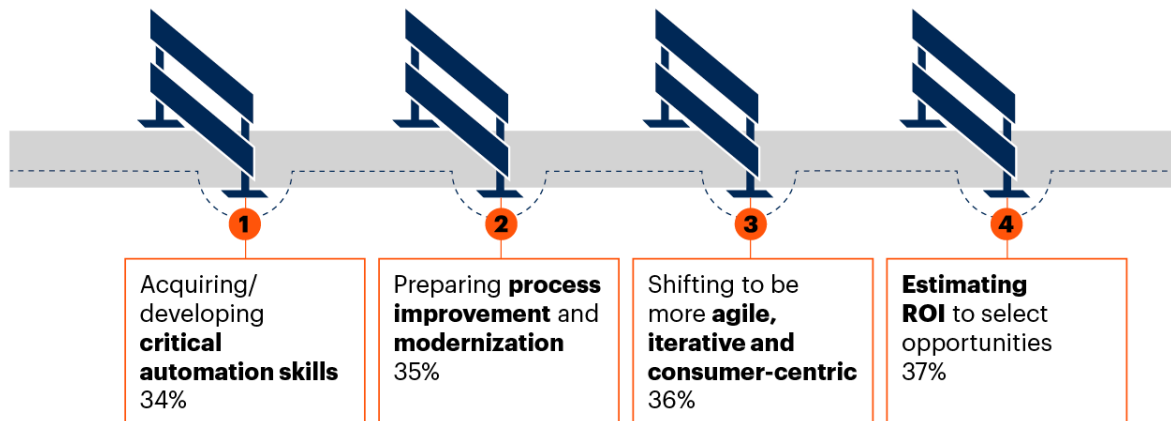 1
Acquiring/
developing
critical
automation skills
34%
2
Preparing process
improvement and
modernization
35%
3
Shifting to be
more agile,
iterative and
consumer-centric
36%
4
Estimating
ROI to select
opportunities
37%